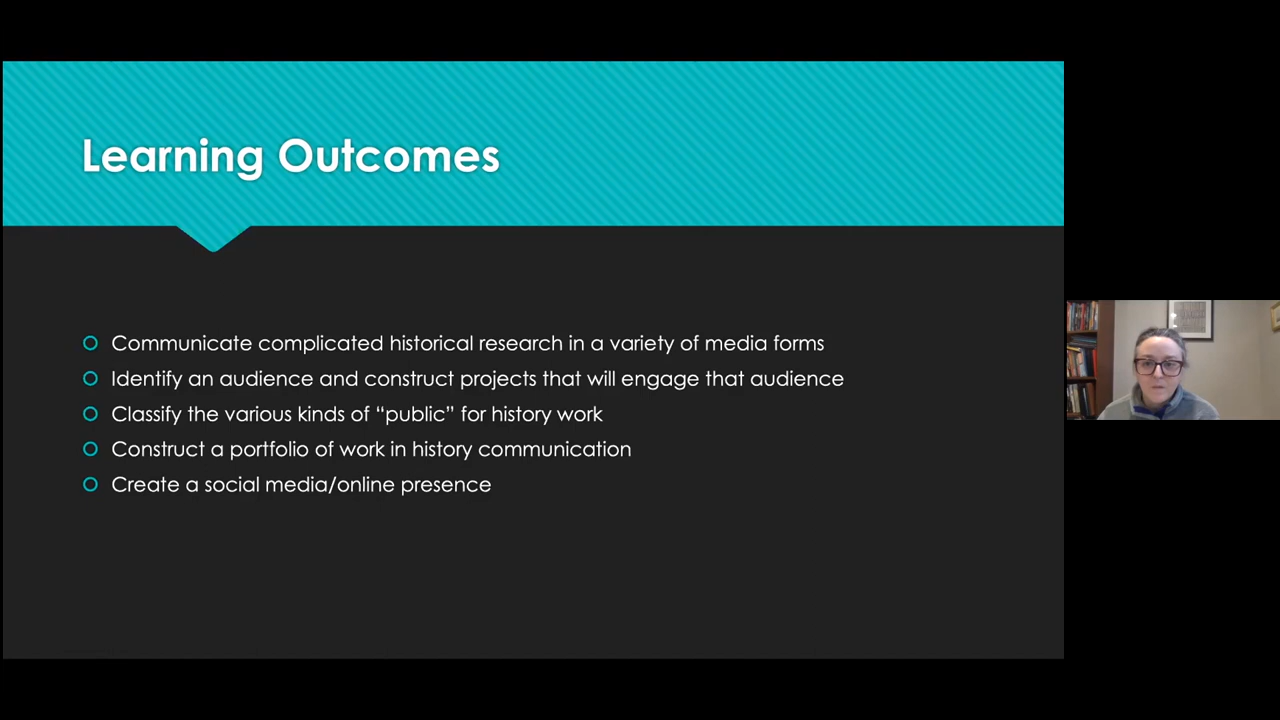 Learning Outcomes
Communicate complicated historical research in a variety of media forms
Identify an audience and construct projects that will engage that audience
Classify the various kinds of “public” for history work
Construct a portfolio of work in history communication
Create a social media/online presence